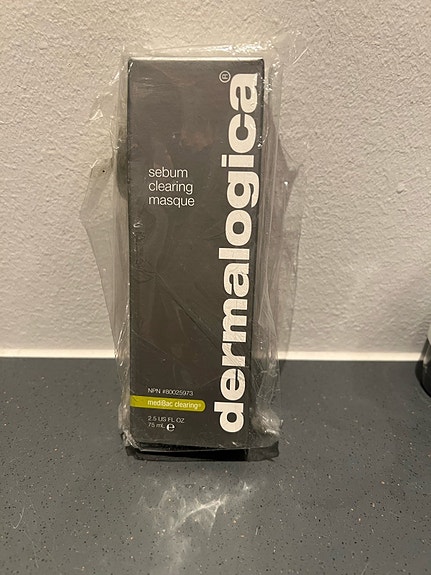 sebum
clearing
masque
dermalogica®
NPN #80025973
mediBac clearing®
2.5 US FL OZ
75 mL ℮